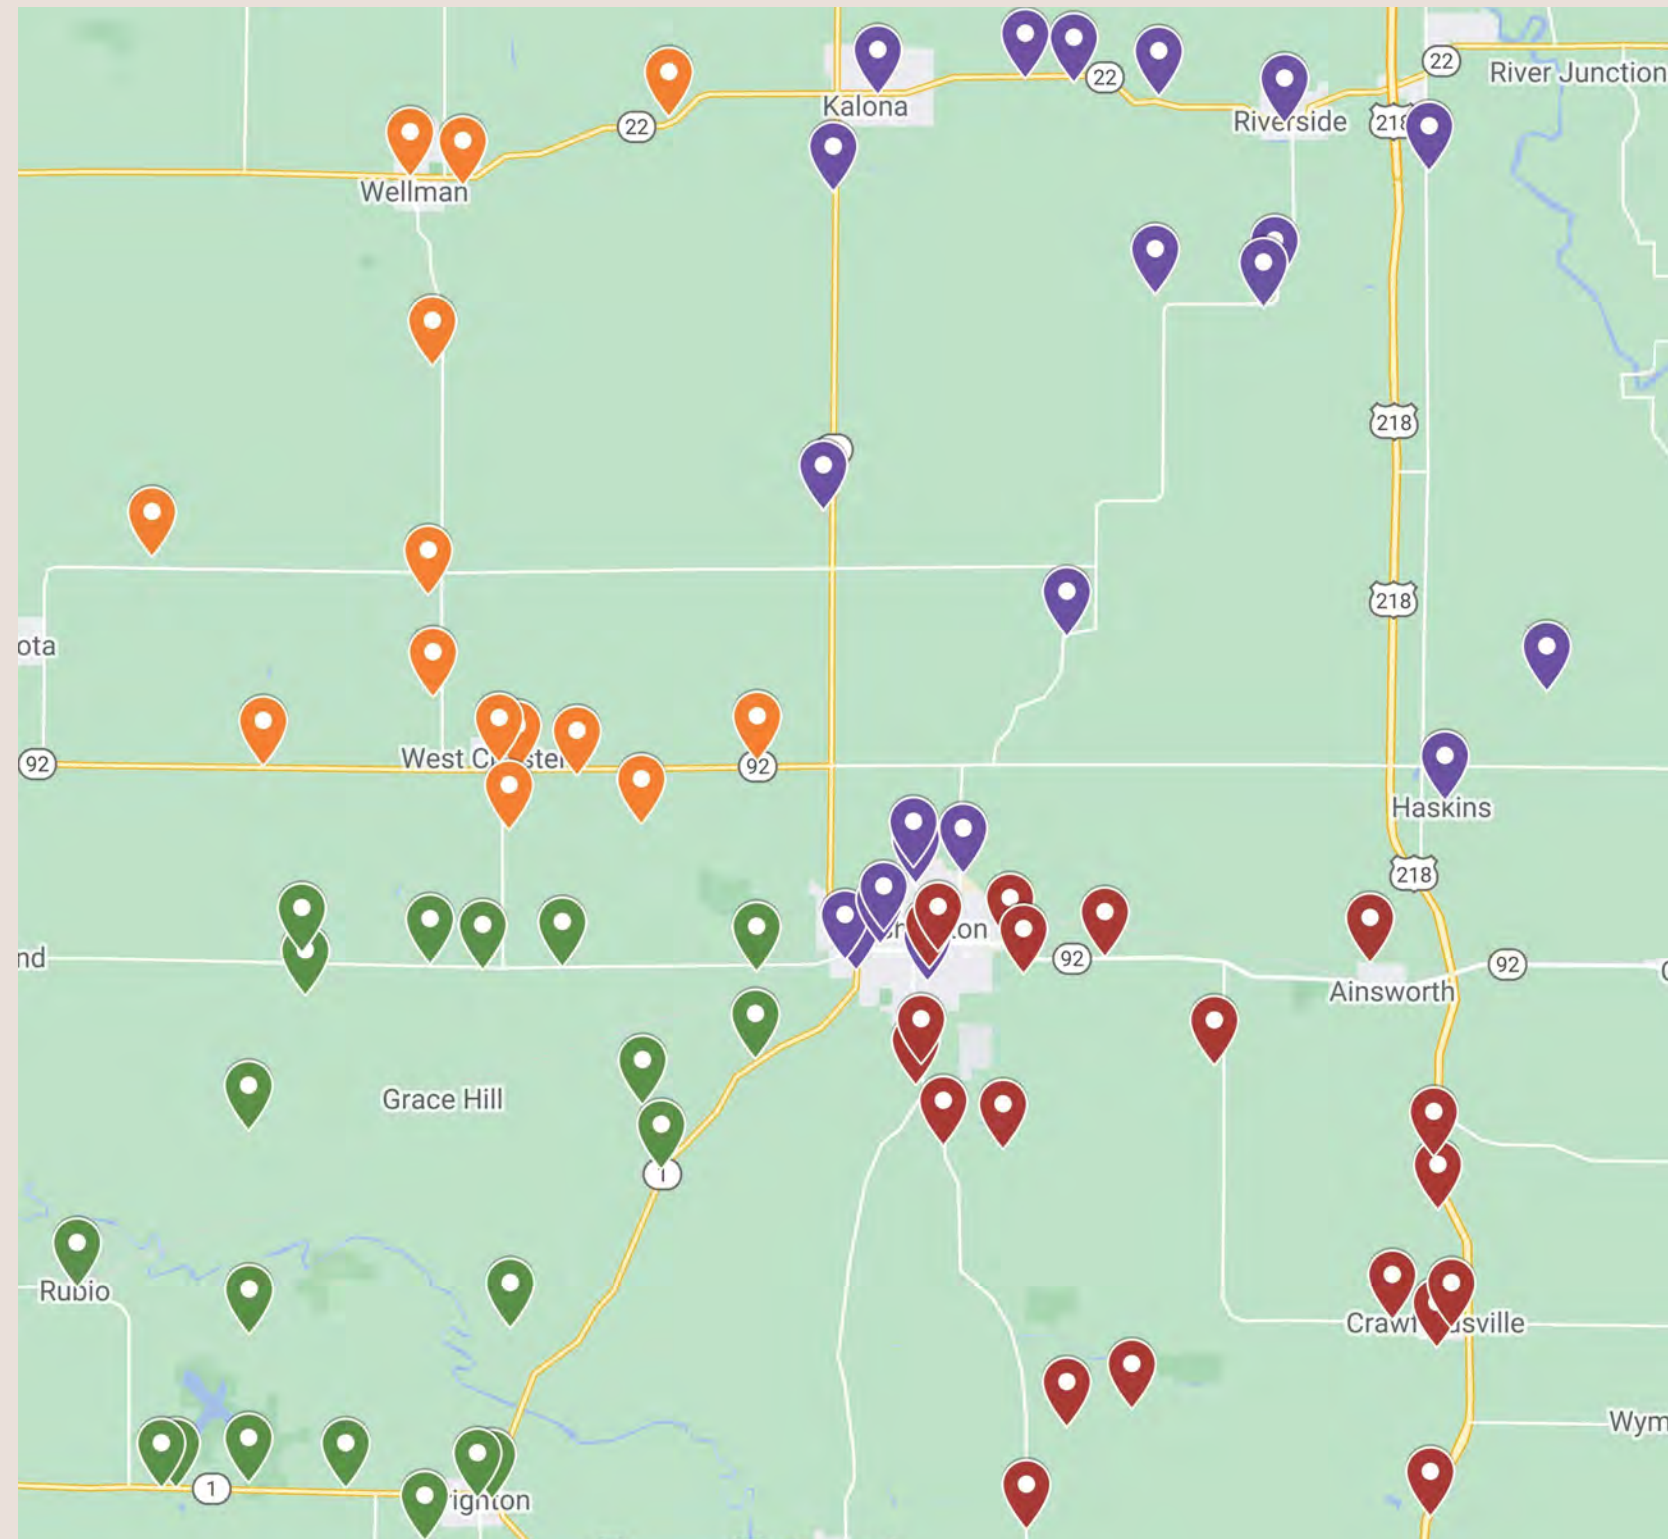 22
River Junction
22
Kalona
Riverside
218
22
Wellman
218
218
ota
92
West
92
Haskins
218
nd
92
92
Ainsworth
Grace Hill
1
Rubio
Wym
1
ighton